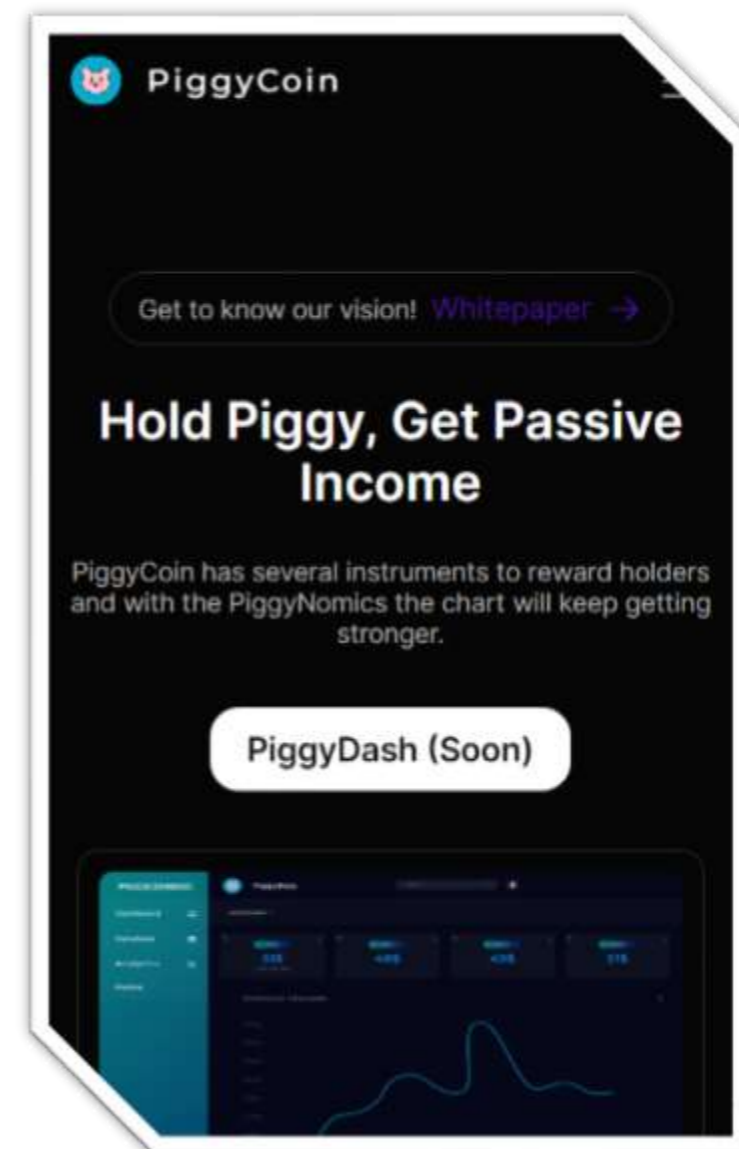 PiggyCoin
Get to know our vision! Whitepaper →
Hold Piggy, Get Passive
Income
PiggyCoin has several instruments to reward holders
and with the PiggyNomics the chart will keep getting
stronger.
PiggyDash (Soon)